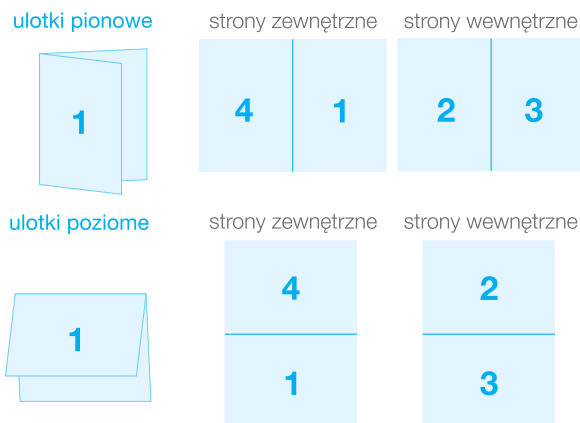 ulotki pionowe
strony zewnętrzne
strony wewnętrzne
1
4 1
2 3
ulotki poziome
strony zewnętrzne
strony wewnętrzne
1
4
1
2
3